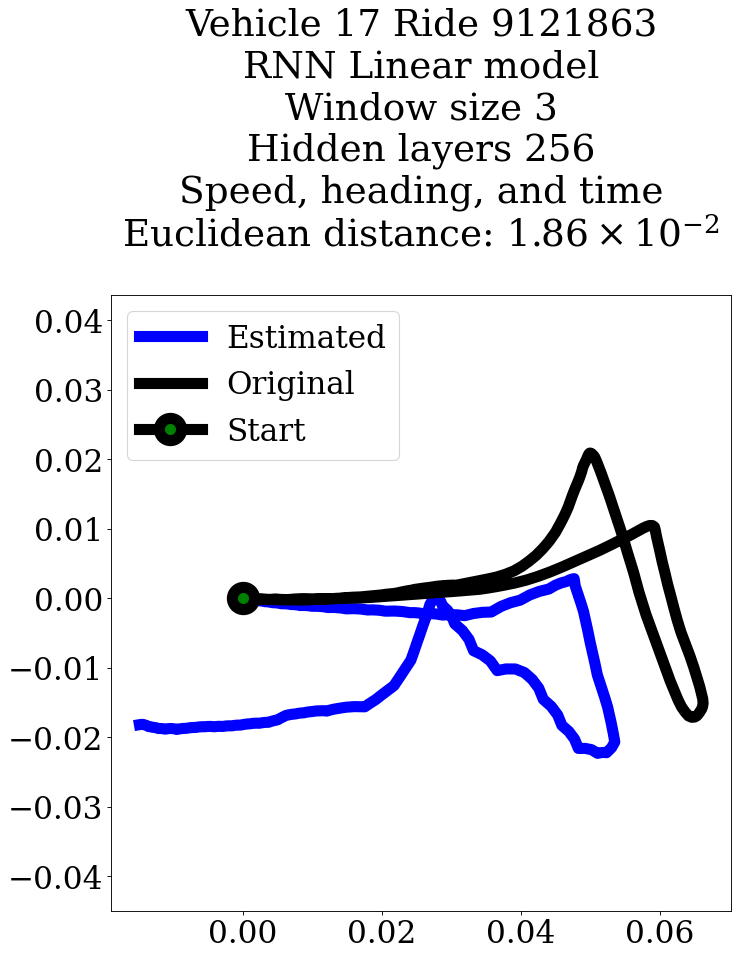 Vehicle 17 Ride 9121863
RNN Linear model
Window size 3
Hidden layers 256
Speed, heading, and time
Euclidean distance: 1.86 × 10⁻²
Estimated
Original
Start
0.04
0.03
0.02
0.01
0.00
−0.01
−0.02
−0.03
−0.04
0.00 0.02 0.04 0.06